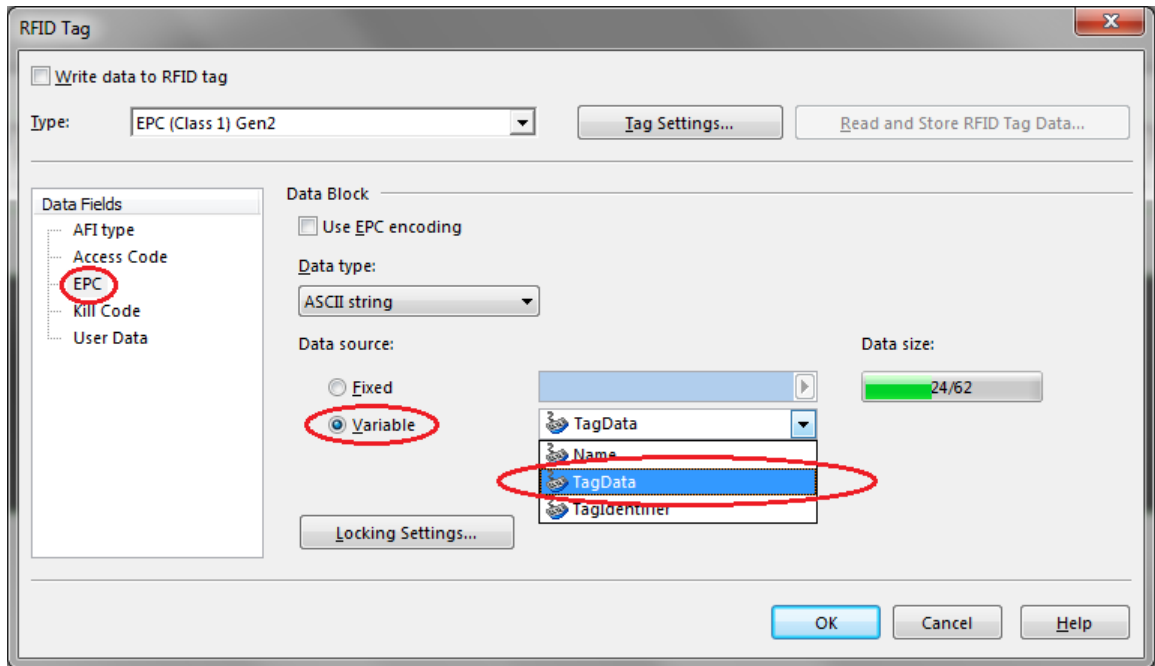 RFID Tag
Write data to RFID tag
Type: EPC (Class 1) Gen2 Tag Settings... Read and Store RFID Tag Data...
Data Fields
AFI type
Access Code
EPC
Kill Code
User Data
Data Block
Use EPC encoding
Data type:
ASCII string
Data source: Data size:
Fixed 24/62
Variable TagData
Name
TagData
TagIdentifier
Locking Settings...
OK Cancel Help